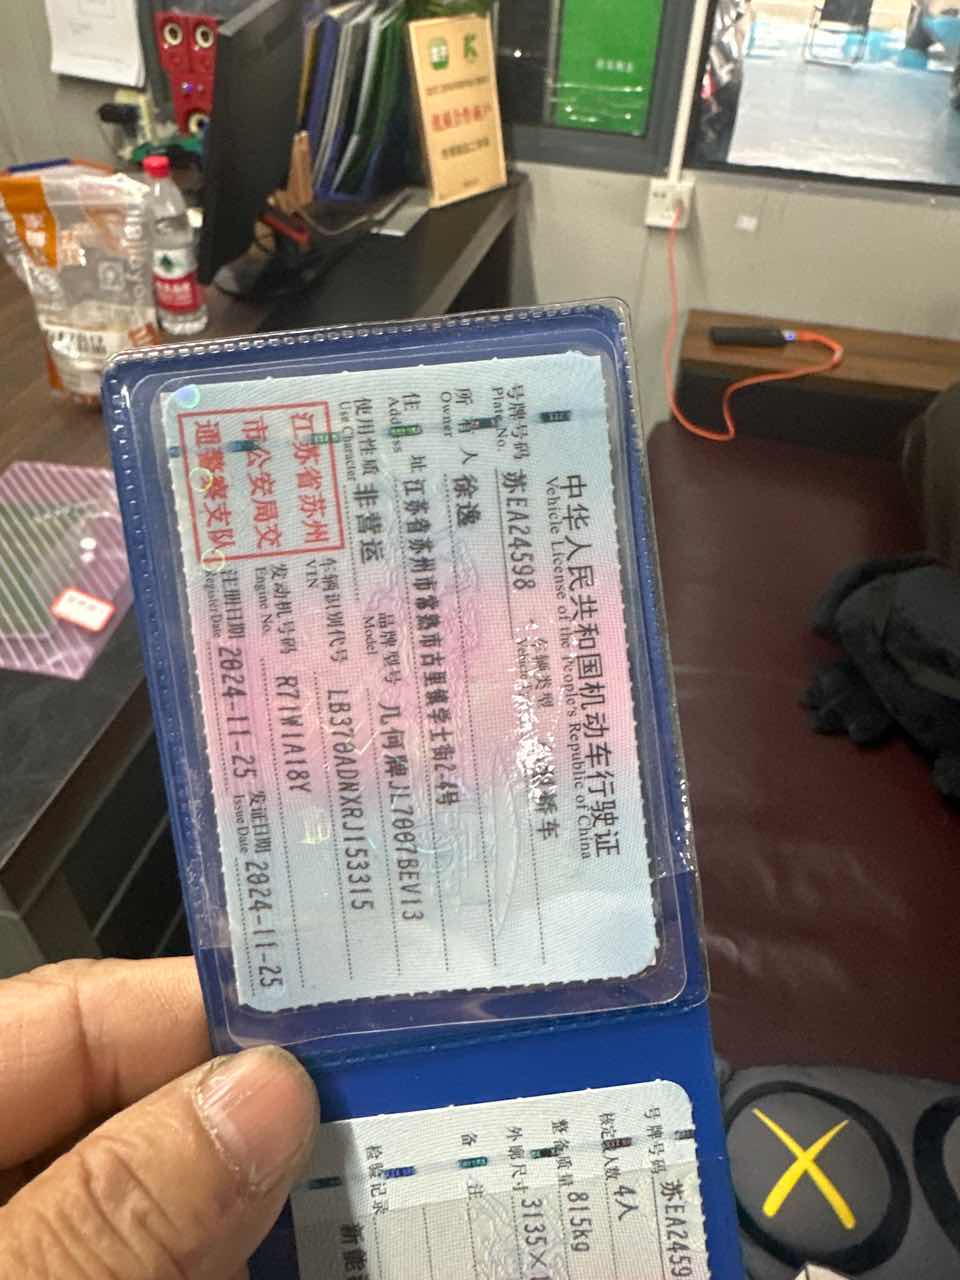 中华人民共和国机动车行驶证
Vehicle License of the People's Republic of China
号牌号码 苏EA24598 车辆类型 轿车
Plate No. Vehicle
所有人 徐逸
Owner
住 址 江苏省苏州市常熟市古里镇学士街2-4号
Address
使用性质 非营运 品牌型号 几何牌JL7007BEV13
Use Character Model
江苏省苏州
市公安局交
通警察支队
车辆识别代号 LB370ADNXRJ153315
VIN
发动机号码 R71W1A18Y
Engine No.
注册日期 2024-11-25 发证日期 2024-11-25
Register Date Issue Date
号牌号码 苏EA2459
核定载人数 4人
整备质量 815kg
外廓尺寸 3135×1
备 注
检验记录
新能